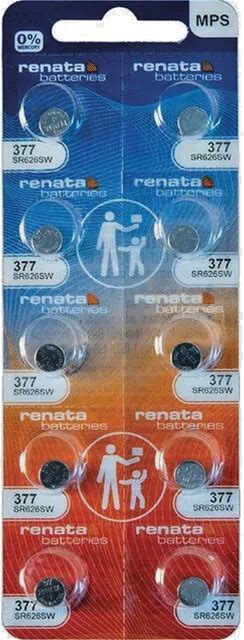 0%
MERCURY
MPS
renata
batteries
renata
batteries
377
SR626SW
377
SR626SW
renata
batteries
renata
batteries
377
SR626SW
377
SR626SW
renata
batteries
renata
batteries
377
SR626SW
377
SR626SW
renata
batteries
renata
batteries
377
SR626SW
377
SR626SW
renata
batteries
renata
batteries
377
SR626SW
377
SR626SW